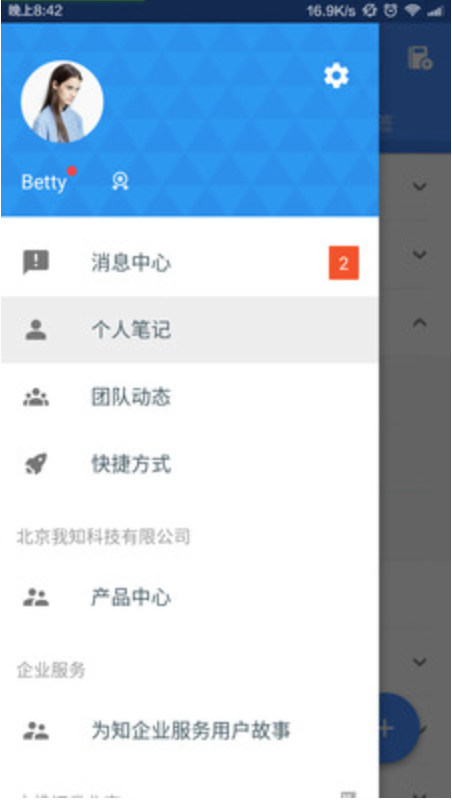 晚上8:42
16.9K/s
Betty
消息中心
2
个人笔记
团队动态
快捷方式
北京我知科技有限公司
产品中心
企业服务
为知企业服务用户故事